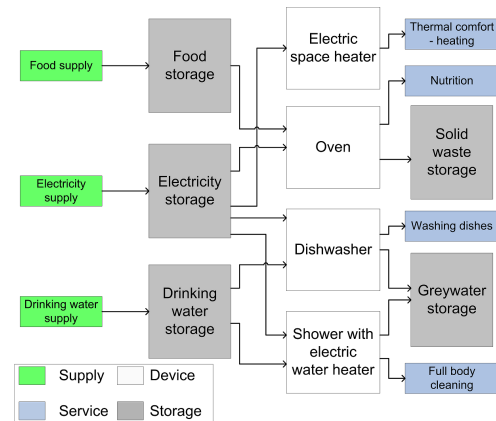 Food supply
Food
storage
Electric
space heater
Thermal comfort
- heating
Nutrition
Oven
Solid
waste
storage
Electricity
supply
Electricity
storage
Dishwasher
Washing dishes
Drinking water
supply
Drinking
water
storage
Greywater
storage
Shower with
electric
water heater
Full body
cleaning
Supply
Device
Service
Storage